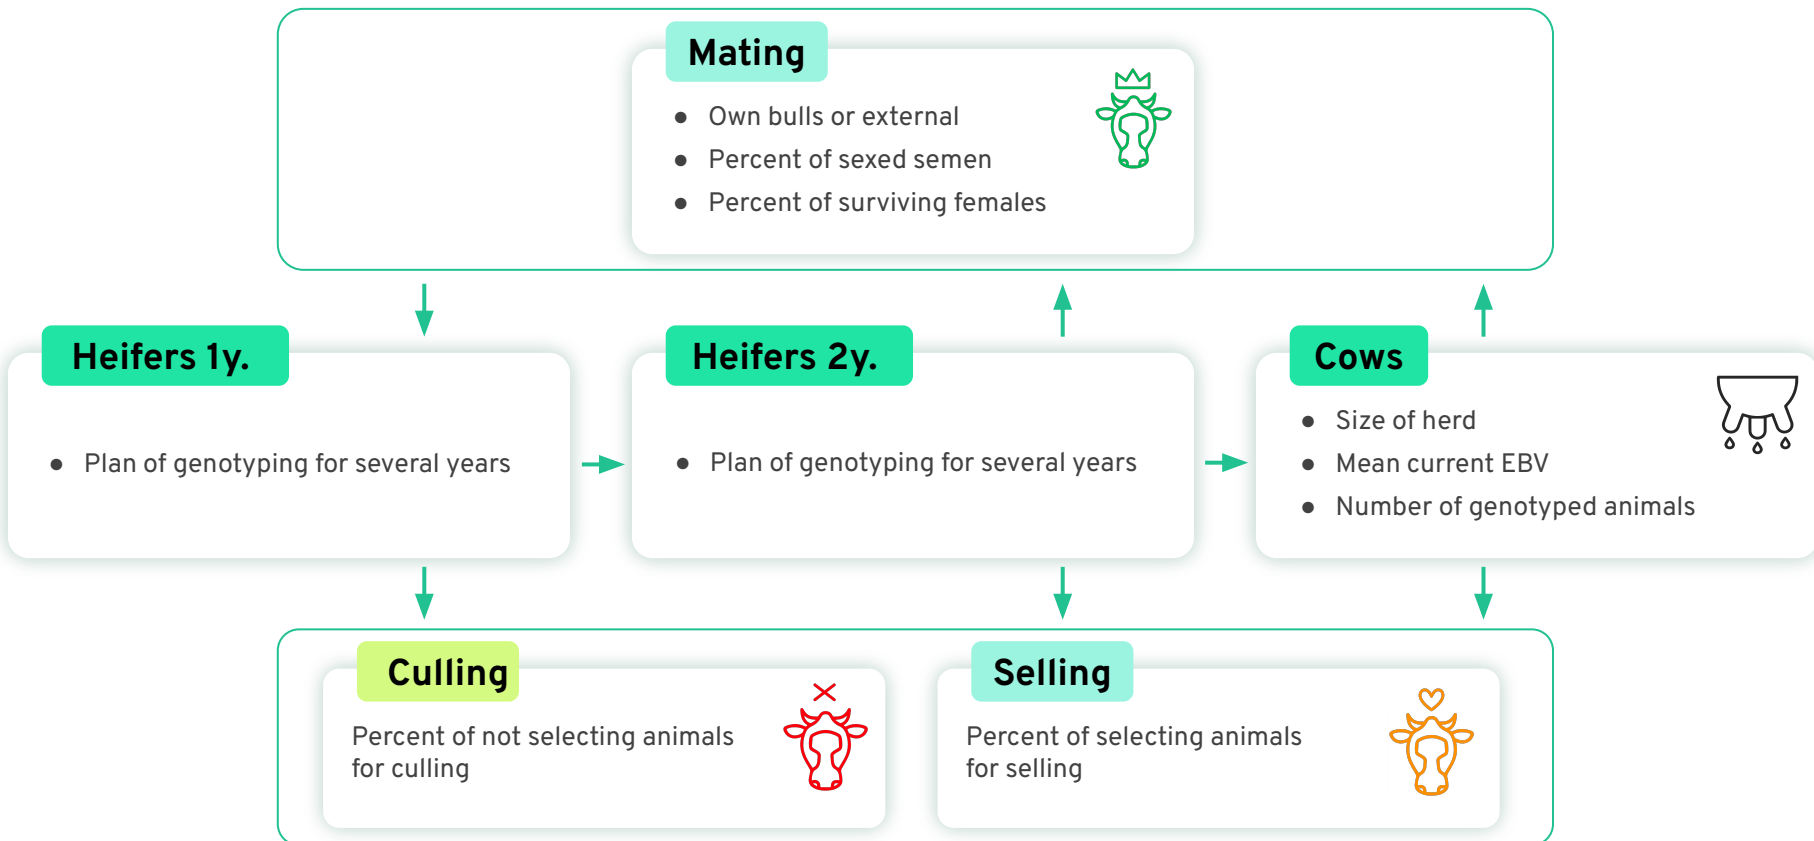 Mating
● Own bulls or external
● Percent of sexed semen
● Percent of surviving females
Heifers 1y.
● Plan of genotyping for several years
Heifers 2y.
● Plan of genotyping for several years
Cows
● Size of herd
● Mean current EBV
● Number of genotyped animals
Culling
Percent of not selecting animals
for culling
Selling
Percent of selecting animals
for selling